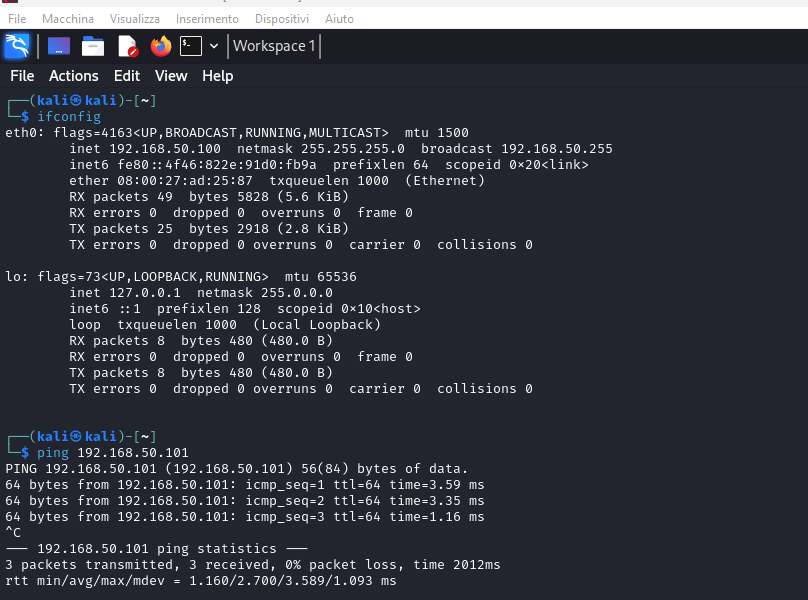 File Macchina Visualizza Inserimento Dispositivi Aiuto
Workspace 1
File Actions Edit View Help
┌──(kali㉿kali)-[~]
└─$ ifconfig
eth0: flags=4163<UP,BROADCAST,RUNNING,MULTICAST>  mtu 1500
        inet 192.168.50.100  netmask 255.255.255.0  broadcast 192.168.50.255
        inet6 fe80::4f46:822e:91d0:fb9a  prefixlen 64  scopeid 0x20<link>
        ether 08:00:27:ad:25:87  txqueuelen 1000  (Ethernet)
        RX packets 49  bytes 5828 (5.6 KiB)
        RX errors 0  dropped 0  overruns 0  frame 0
        TX packets 25  bytes 2918 (2.8 KiB)
        TX errors 0  dropped 0 overruns 0  carrier 0  collisions 0

lo: flags=73<UP,LOOPBACK,RUNNING>  mtu 65536
        inet 127.0.0.1  netmask 255.0.0.0
        inet6 ::1  prefixlen 128  scopeid 0x10<host>
        loop  txqueuelen 1000  (Local Loopback)
        RX packets 8  bytes 480 (480.0 B)
        RX errors 0  dropped 0  overruns 0  frame 0
        TX packets 8  bytes 480 (480.0 B)
        TX errors 0  dropped 0 overruns 0  carrier 0  collisions 0

┌──(kali㉿kali)-[~]
└─$ ping 192.168.50.101
PING 192.168.50.101 (192.168.50.101) 56(84) bytes of data.
64 bytes from 192.168.50.101: icmp_seq=1 ttl=64 time=3.59 ms
64 bytes from 192.168.50.101: icmp_seq=2 ttl=64 time=3.35 ms
64 bytes from 192.168.50.101: icmp_seq=3 ttl=64 time=1.16 ms
^C
--- 192.168.50.101 ping statistics ---
3 packets transmitted, 3 received, 0% packet loss, time 2012ms
rtt min/avg/max/mdev = 1.160/2.700/3.589/1.093 ms